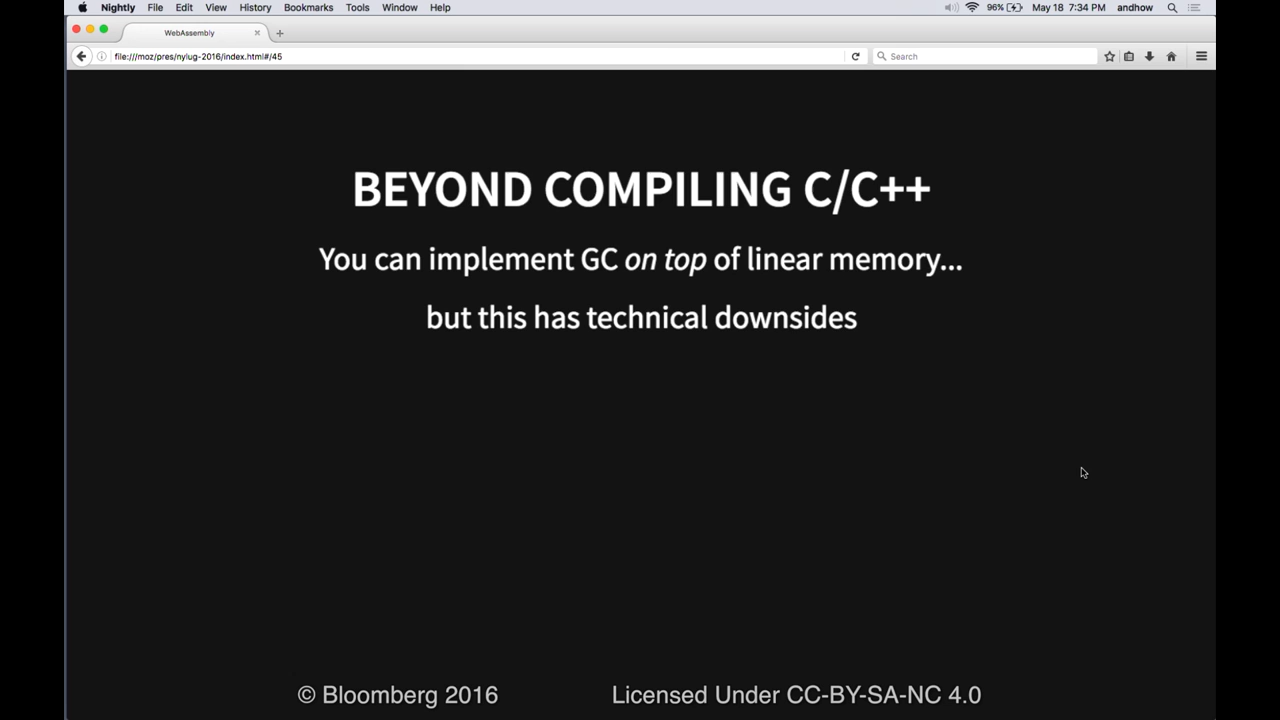 Nightly File Edit View History Bookmarks Tools Window Help 96% May 18 7:34 PM andhow
WebAssembly
file:///moz/pres/nylug-2016/index.html#/45 Search
BEYOND COMPILING C/C++
You can implement GC on top of linear memory...
but this has technical downsides
© Bloomberg 2016 Licensed Under CC-BY-SA-NC 4.0